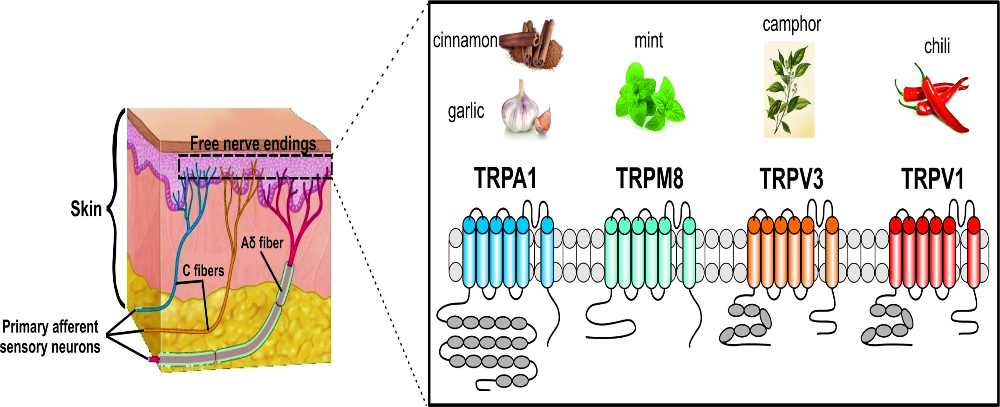 cinnamon
garlic
mint
camphor
chili
TRPA1
TRPM8
TRPV3
TRPV1
Free nerve endings
Skin
Aδ fiber
C fibers
Primary afferent
sensory neurons